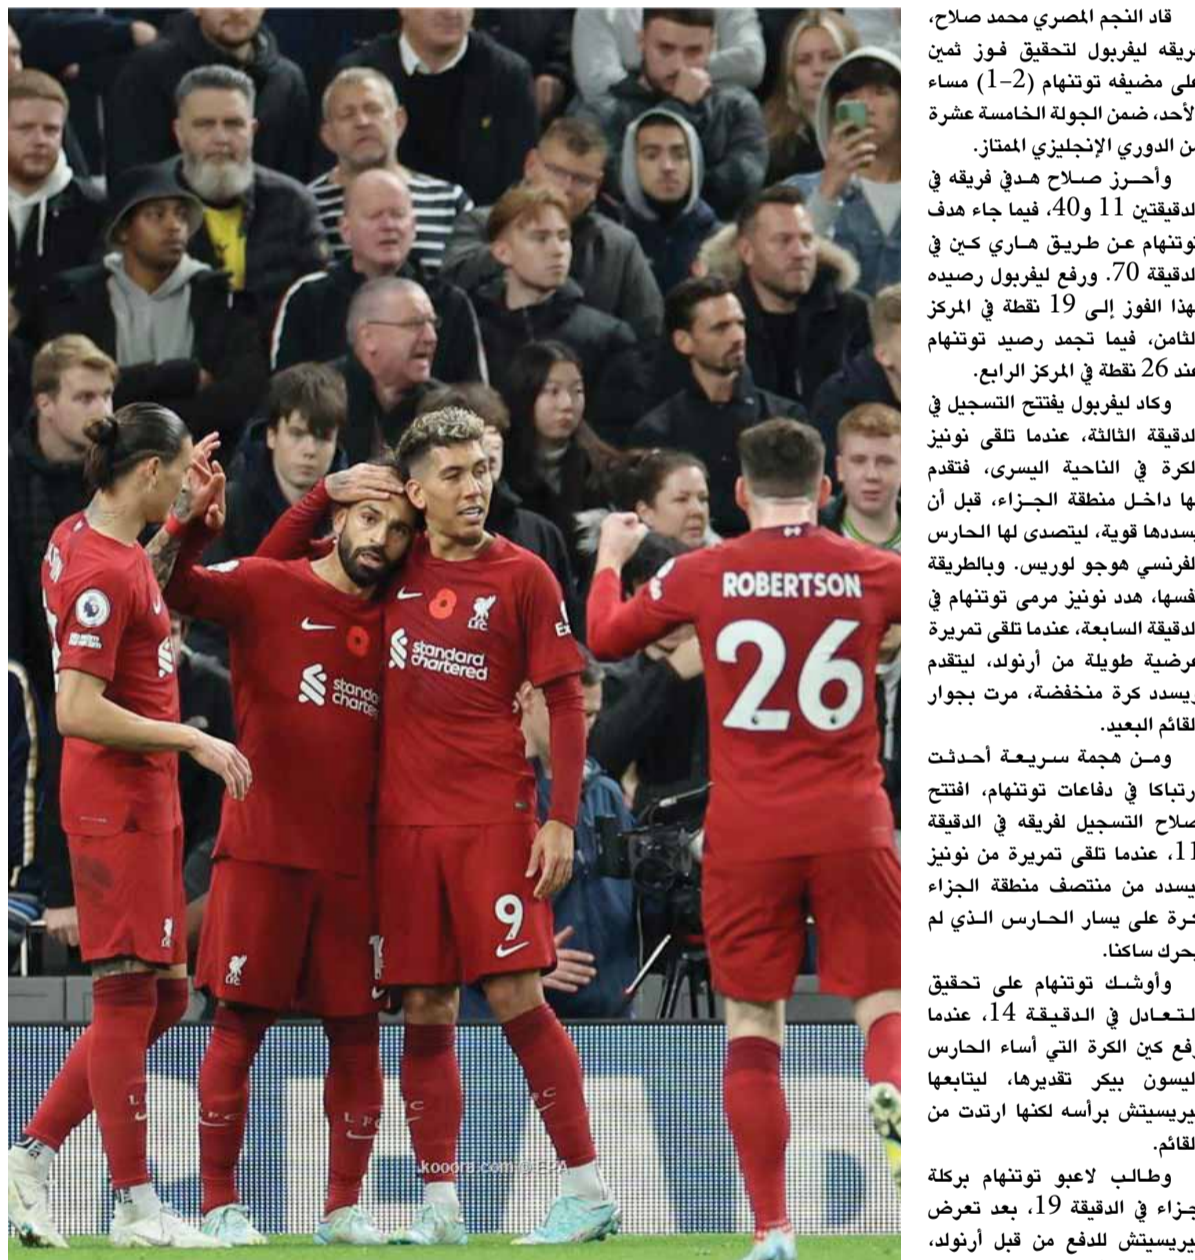 قاد النجم المصري محمد صلاح،
فريقه ليفربول لتحقيق فوز ثمين
على مضيفه توتنهام (2-1) مساء
الأحد، ضمن الجولة الخامسة عشرة
من الدوري الإنجليزي الممتاز.
وأحرز صلاح هدفي فريقه في
الدقيقتين 11 و40، فيما جاء هدف
توتنهام عن طريق هاري كين في
الدقيقة 70. ورفع ليفربول رصيده
بهذا الفوز إلى 19 نقطة في المركز
الثامن، فيما تجمد رصيد توتنهام
عند 26 نقطة في المركز الرابع.
وكاد ليفربول يفتتح التسجيل في
الدقيقة الثالثة، عندما تلقى نونيز
الكرة في الناحية اليسرى، فتقدم
بها داخل منطقة الجزاء، قبل أن
يسددها قوية، ليتصدى لها الحارس
الفرنسي هوجو لوريس. وبالطريقة
نفسها، هدد نونيز مرمى توتنهام في
الدقيقة السابعة، عندما تلقى تمريرة
عرضية طويلة من أرنولد، ليتقدم
ويسدد كرة منخفضة، مرت بجوار
القائم البعيد.
ومن هجمة سريعة أحدثت
ارتباكا في دفاعات توتنهام، افتتح
صلاح التسجيل لفريقه في الدقيقة
11، عندما تلقى تمريرة من نونيز
ليسدد من منتصف منطقة الجزاء
كرة على يسار الحارس الذي لم
يحرك ساكنا.
وأوشك توتنهام على تحقيق
التعادل في الدقيقة 14، عندما
رفع كين الكرة التي أساء الحارس
أليسون بيكر تقديرها، ليتابعها
بيريسيتش برأسه لكنها ارتدت من
القائم.
وطالب لاعبو توتنهام بركلة
جزاء في الدقيقة 19، بعد تعرض
بيريسيتش للدفع من قبل أرنولد،
ROBERTSON
26
standard
chartered
LFC
9
LFC
kooora.com